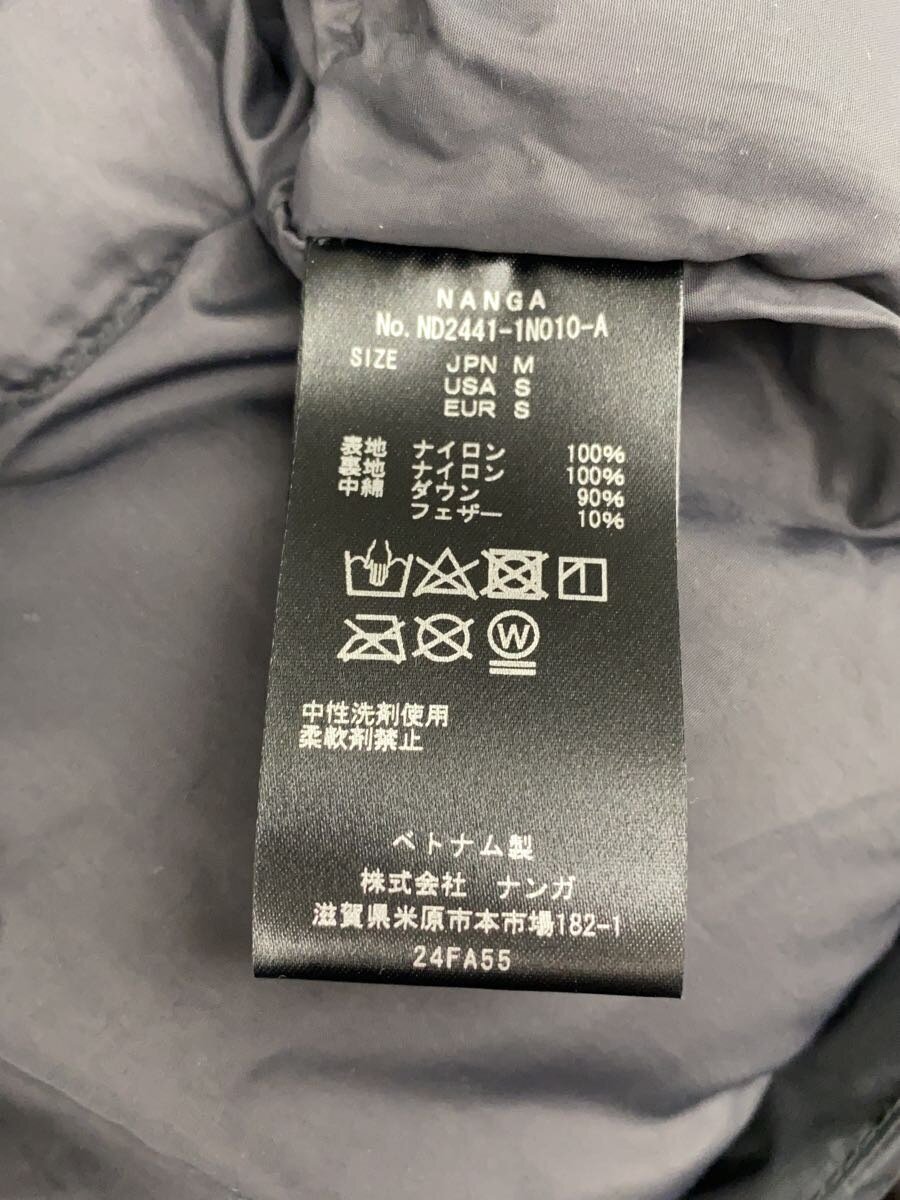 NANGA
No. ND2441-1N010-A
SIZE JPN M
USA S
EUR S
表地 ナイロン 100%
裏地 ナイロン 100%
中綿 ダウン 90%
フェザー 10%
W
中性洗剤使用
柔軟剤禁止
ベトナム製
株式会社 ナンガ
滋賀県米原市本市場182-1
24FA55